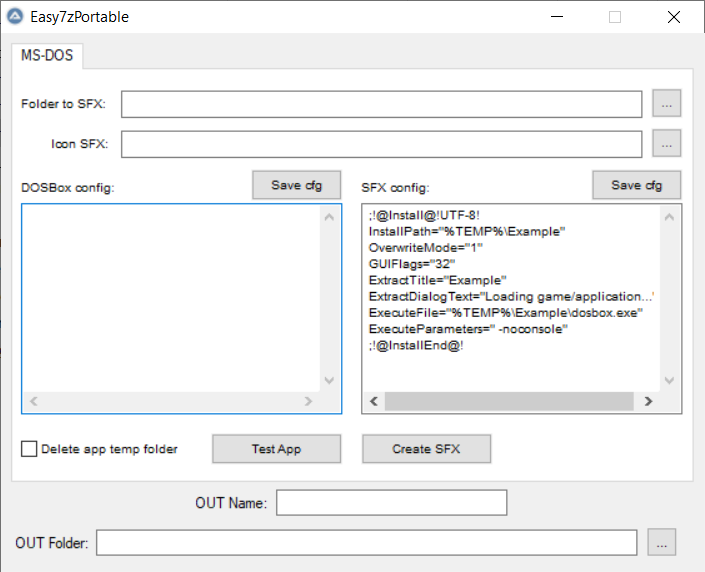 Easy7zPortable
MS-DOS
Folder to SFX:
...
Icon SFX:
...
DOSBox config:
Save cfg
SFX config:
Save cfg
;!@Install@!UTF-8!
InstallPath="%TEMP%\Example"
OverwriteMode="1"
GUIFlags="32"
ExtractTitle="Example"
ExtractDialogText="Loading game/application..."
ExecuteFile="%TEMP%\Example\dosbox.exe"
ExecuteParameters=" -noconsole"
;!@InstallEnd@!
Delete app temp folder
Test App
Create SFX
OUT Name:
OUT Folder:
...